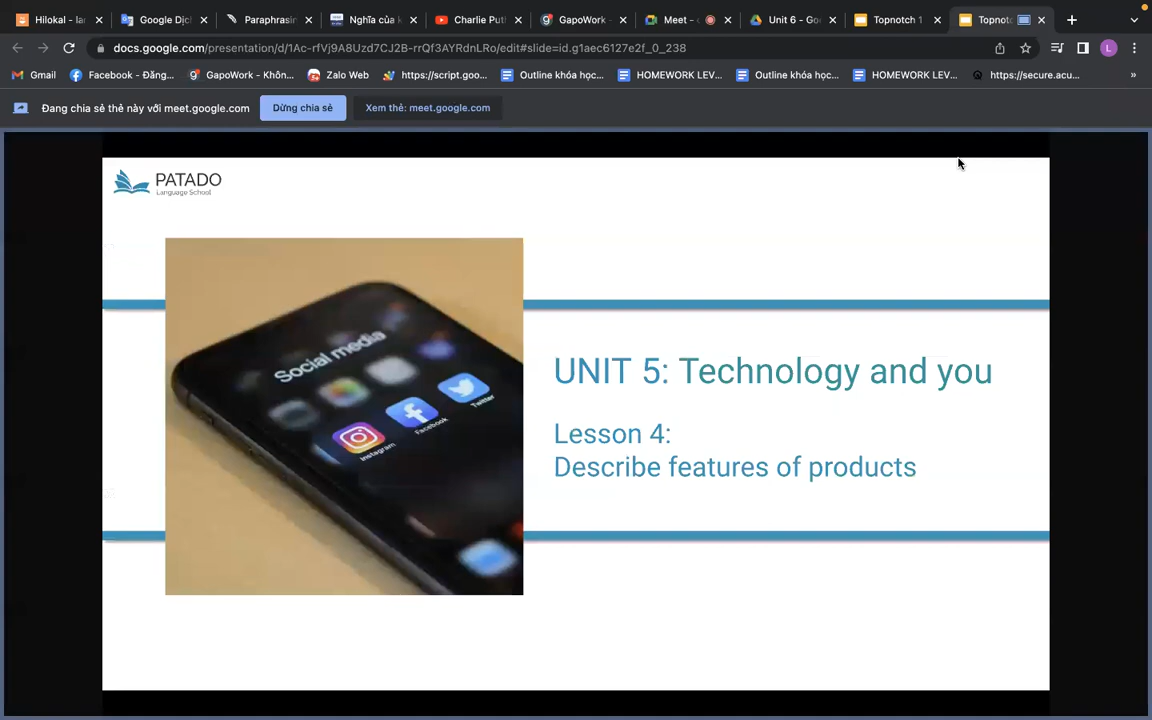 Hilokal - lar
Google Dịc
Paraphrasin
Nghĩa của
Charlie Put
GapoWork -
Meet -
Unit 6 - Goo
Topnotch 1
Topno
docs.google.com/presentation/d/1Ac-rfVj9A8Uzd7CJ2B-rrQf3AYRdnLRo/edit#slide=id.g1aec6127e2f_0_238
L
Gmail
Facebook - Đăng...
GapoWork - Khôn...
Zalo Web
https://script.goo...
Outline khóa học...
HOMEWORK LEV...
Outline khóa học...
HOMEWORK LEV...
https://secure.acu...
»
Đang chia sẻ thẻ này với meet.google.com
Dừng chia sẻ
Xem thẻ: meet.google.com
PATADO
Language School
Social media
Instagram
Facebook
Twitter
UNIT 5: Technology and you
Lesson 4:
Describe features of products